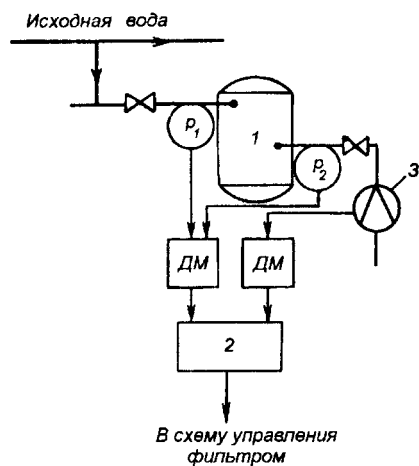 Исходная вода
p1
1
p2
3
ДМ
ДМ
2
В схему управления
фильтром